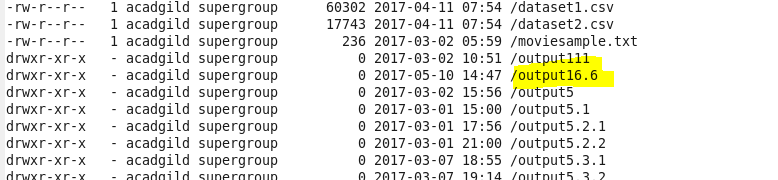 -rw-r--r-- 1 acadgild supergroup 60302 2017-04-11 07:54 /dataset1.csv
-rw-r--r-- 1 acadgild supergroup 17743 2017-04-11 07:54 /dataset2.csv
-rw-r--r-- 1 acadgild supergroup 236 2017-03-02 05:59 /moviesample.txt
drwxr-xr-x - acadgild supergroup 0 2017-03-02 10:51 /output111
drwxr-xr-x - acadgild supergroup 0 2017-05-10 14:47 /output16.6
drwxr-xr-x - acadgild supergroup 0 2017-03-02 15:56 /output5
drwxr-xr-x - acadgild supergroup 0 2017-03-01 15:00 /output5.1
drwxr-xr-x - acadgild supergroup 0 2017-03-01 17:56 /output5.2.1
drwxr-xr-x - acadgild supergroup 0 2017-03-01 21:00 /output5.2.2
drwxr-xr-x - acadgild supergroup 0 2017-03-07 18:55 /output5.3.1
drwxr-xr-x - acadgild supergroup 0 2017-03-07 19:14 /output5.3.2